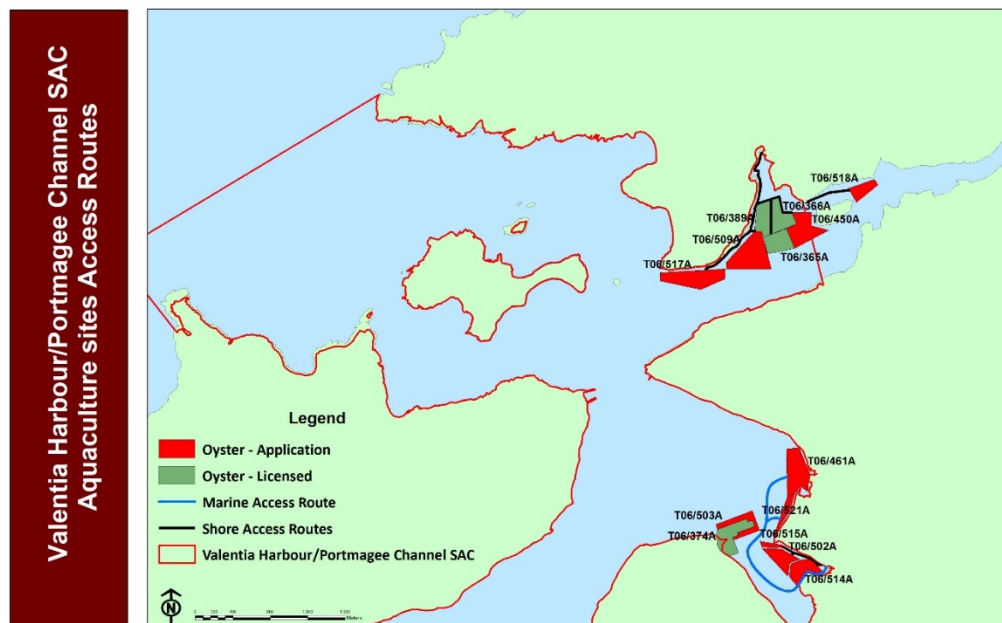 Valentia Harbour/Portmagee Channel SAC
Aquaculture sites Access Routes
T06/518A
T06/366A
T06/389A
T06/450A
T06/509A
T06/365A
T06/517A
Legend
Oyster - Application
Oyster - Licensed
Marine Access Route
Shore Access Routes
Valentia Harbour/Portmagee Channel SAC
T06/461A
T06/521A
T06/503A
T06/515A
T06/374A
T06/502A
T06/514A
N
Meters